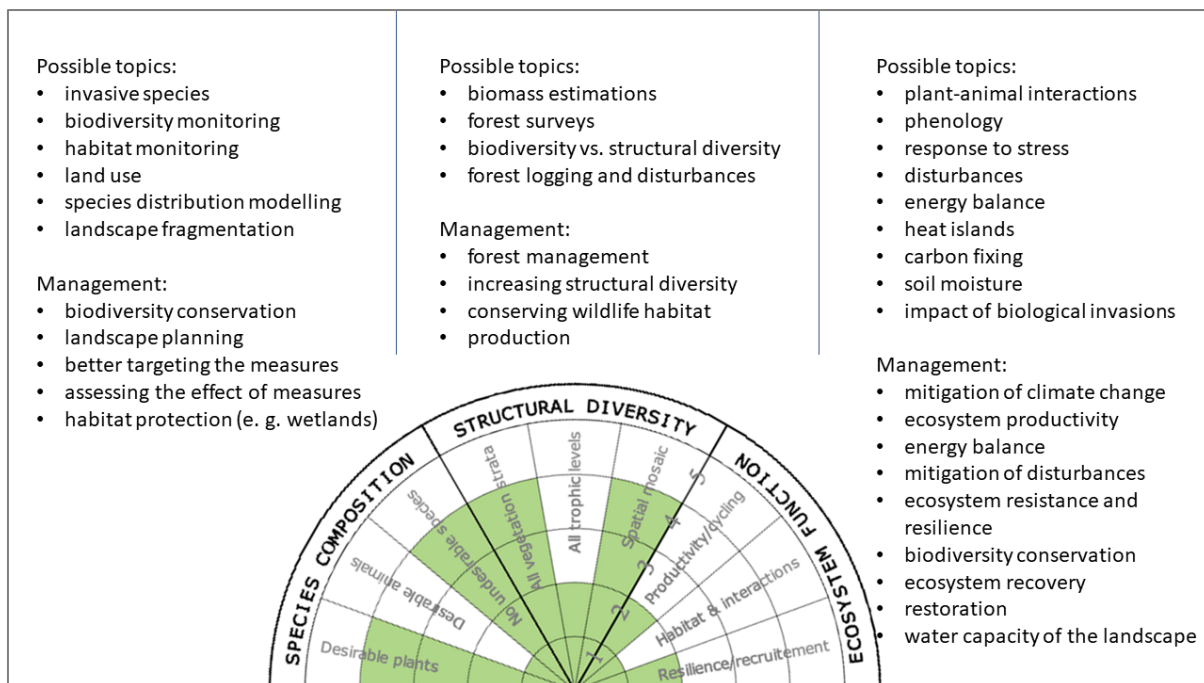 Possible topics:
• invasive species
• biodiversity monitoring
• habitat monitoring
• land use
• species distribution modelling
• landscape fragmentation
Management:
• biodiversity conservation
• landscape planning
• better targeting the measures
• assessing the effect of measures
• habitat protection (e. g. wetlands)
Possible topics:
• biomass estimations
• forest surveys
• biodiversity vs. structural diversity
• forest logging and disturbances
Management:
• forest management
• increasing structural diversity
• conserving wildlife habitat
• production
Possible topics:
• plant-animal interactions
• phenology
• response to stress
• disturbances
• energy balance
• heat islands
• carbon fixing
• soil moisture
• impact of biological invasions
Management:
• mitigation of climate change
• ecosystem productivity
• energy balance
• mitigation of disturbances
• ecosystem resistance and
resilience
• biodiversity conservation
• ecosystem recovery
• restoration
• water capacity of the landscape
SPECIES COMPOSITION
STRUCTURAL DIVERSITY
ECOSYSTEM FUNCTION
Desirable plants
Desirable animals
No undesirable species
All vegetation strata
All trophic levels
Spatial mosaic
Productivity/cycling
Habitat & interactions
Resilience/recruitement
1
2
3
4
5